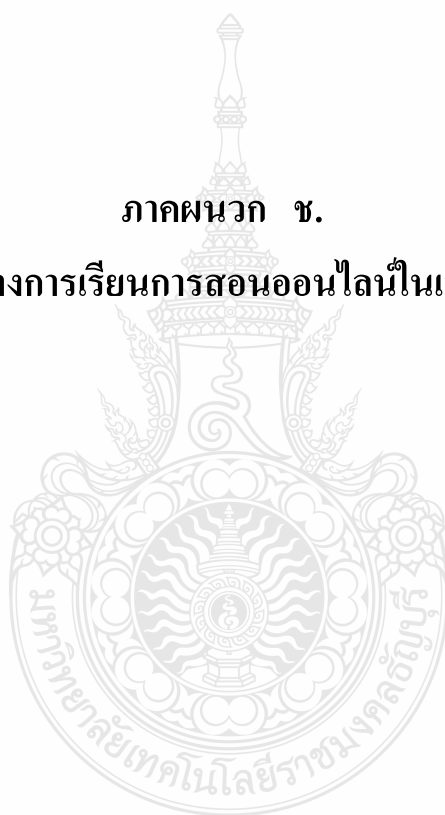 ภาคผนวก ช.
างการเรียนการสอนออนไลน์ใน
มหาวิทยาลัยเทคโนโลยีราชมงคลธัญบุรี